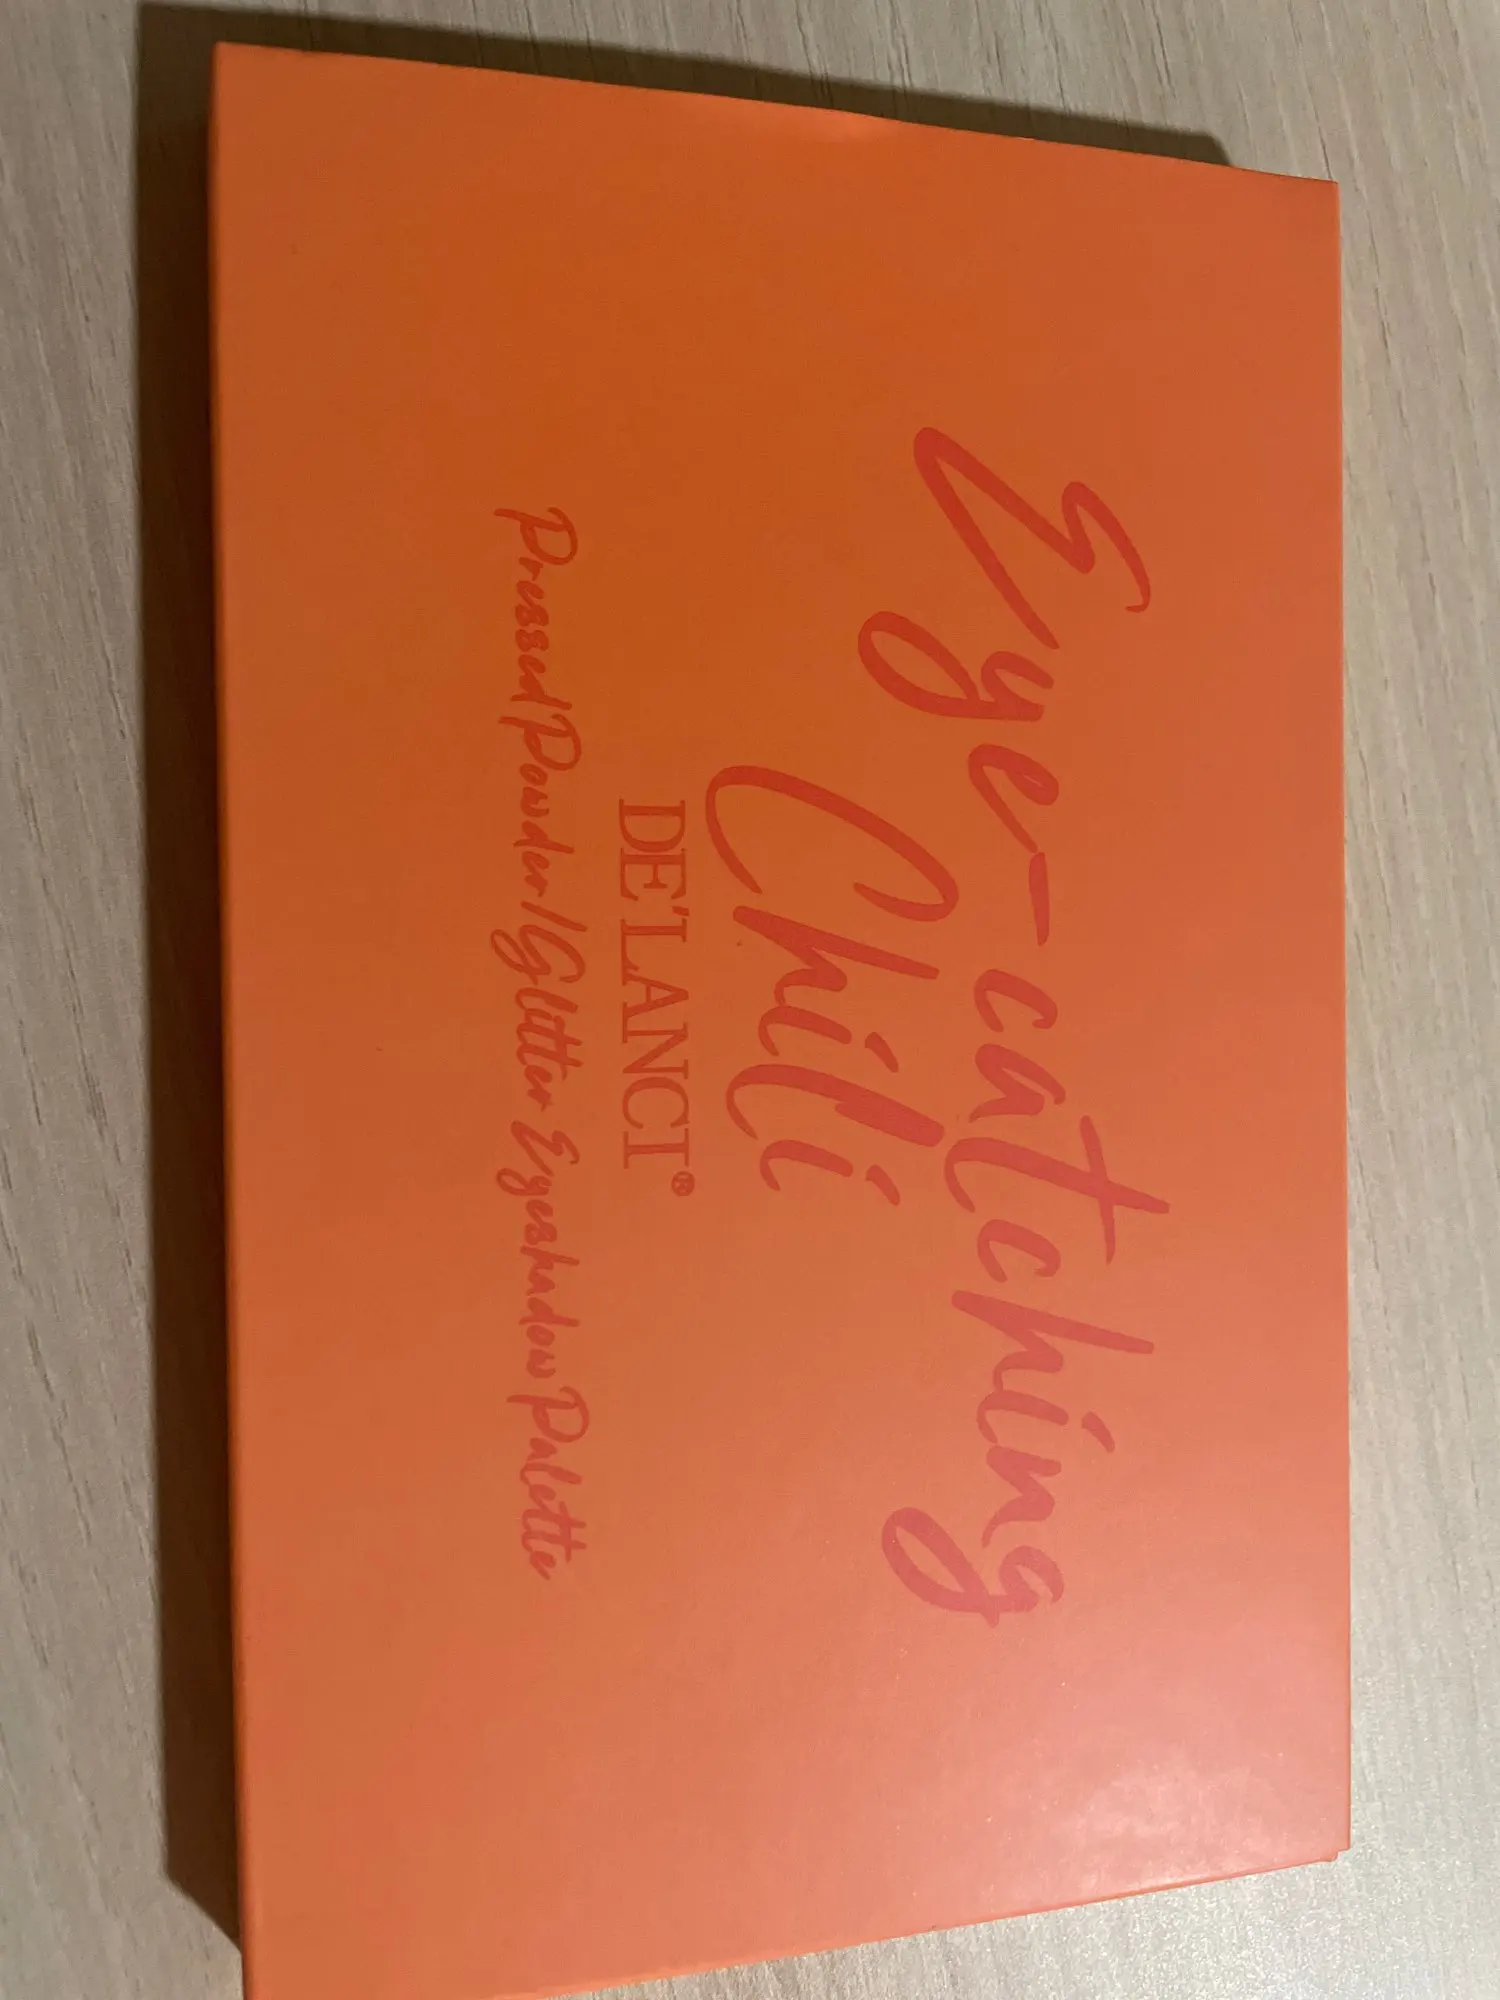 Eye-catching
Chili
DE'LANCI®
Pressed Powder/Glitter Eyeshadow Palette